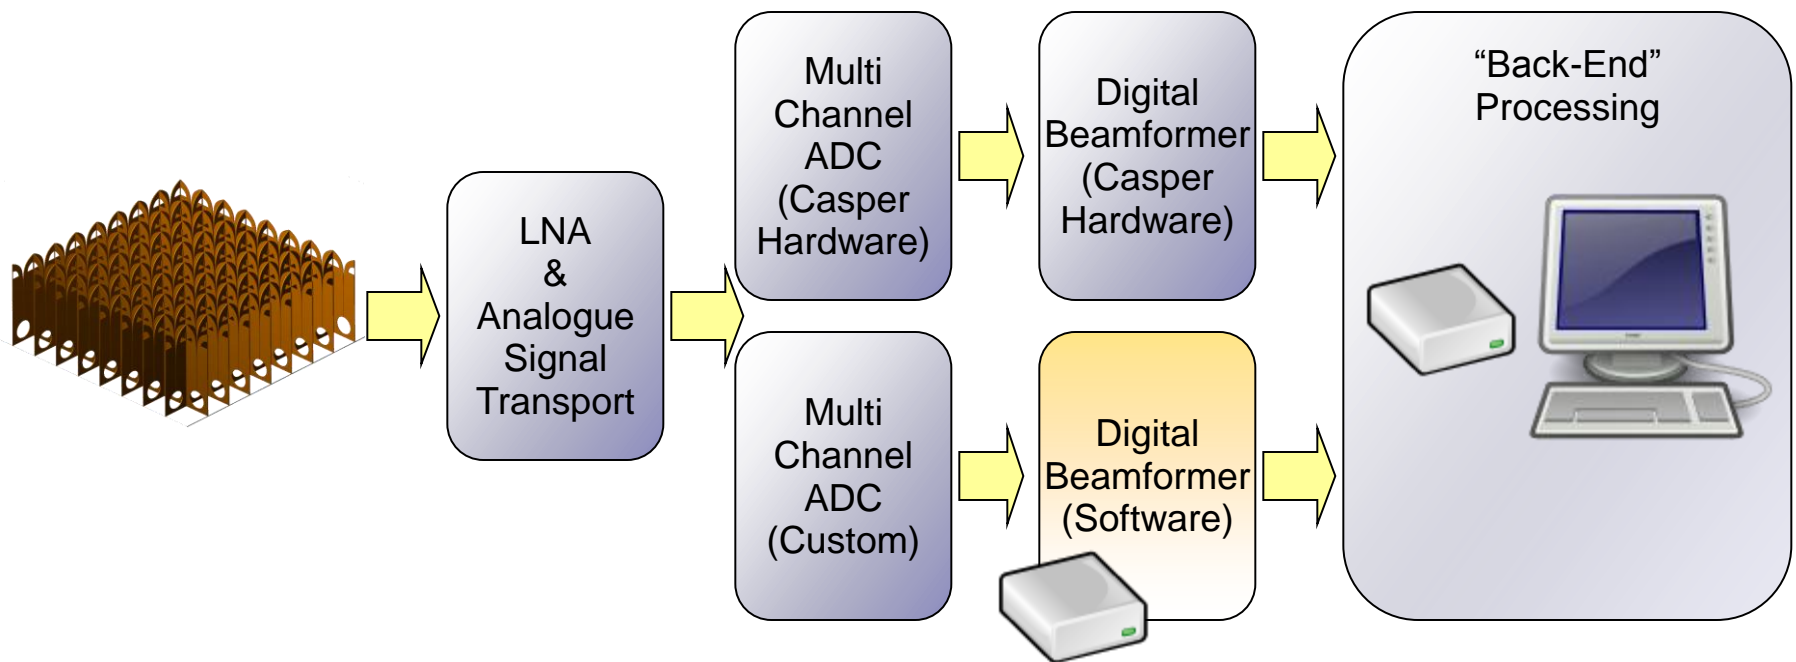 LNA
&
Analogue
Signal
Transport
Multi
Channel
ADC
(Casper
Hardware)
Digital
Beamformer
(Casper
Hardware)
“Back-End”
Processing
Multi
Channel
ADC
(Custom)
Digital
Beamformer
(Software)